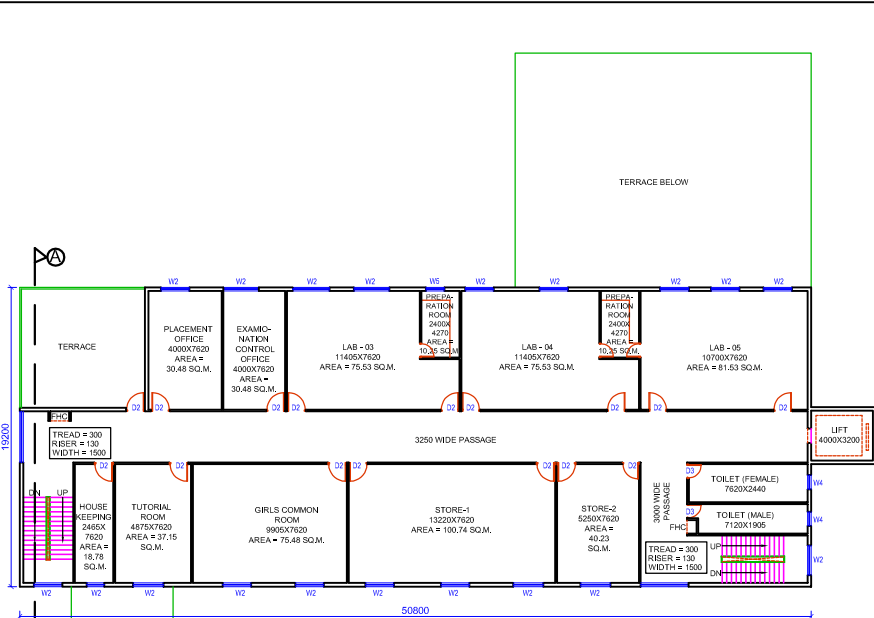 TERRACE BELOW
A
W2 W2 W2 W2 W5 W2 W2 W2 W2 W2
TERRACE
PLACEMENT
OFFICE
4000X7620
AREA =
30.48 SQ.M.
EXAMIO-
NATION
CONTROL
OFFICE
4000X7620
AREA =
30.48 SQ.M.
LAB - 03
11405X7620
AREA = 75.53 SQ.M.
PREPA-
RATION
ROOM
2400X
4270
AREA =
10.25 SQ.M
LAB - 04
11405X7620
AREA = 75.53 SQ.M.
PREPA-
RATION
ROOM
2400X
4270
AREA =
10.25 SQ.M.
LAB - 05
10700X7620
AREA = 81.53 SQ.M.
D2 D2 D2 D2 D2 D2 D2 D2 D2
FHC
TREAD = 300
RISER = 130
WIDTH = 1500
3250 WIDE PASSAGE
LIFT
4000X3200
19200
D2 D2 D2 D2 D2 D2
DN UP
HOUSE
KEEPING
2465X
7620
AREA =
18.78
SQ.M.
TUTORIAL
ROOM
4875X7620
AREA = 37.15
SQ.M.
GIRLS COMMON
ROOM
9905X7620
AREA = 75.48 SQ.M.
STORE-1
13220X7620
AREA = 100.74 SQ.M.
STORE-2
5250X7620
AREA =
40.23
SQ.M.
3000 WIDE
PASSAGE
D3
TOILET (FEMALE)
7620X2440
W4
D3
TOILET (MALE)
7120X1905
W4
FHC
TREAD = 300
RISER = 130
WIDTH = 1500
UP
DN
W2
W2 W2 W2 W2 W2 W2 W2 W2 W2
50800